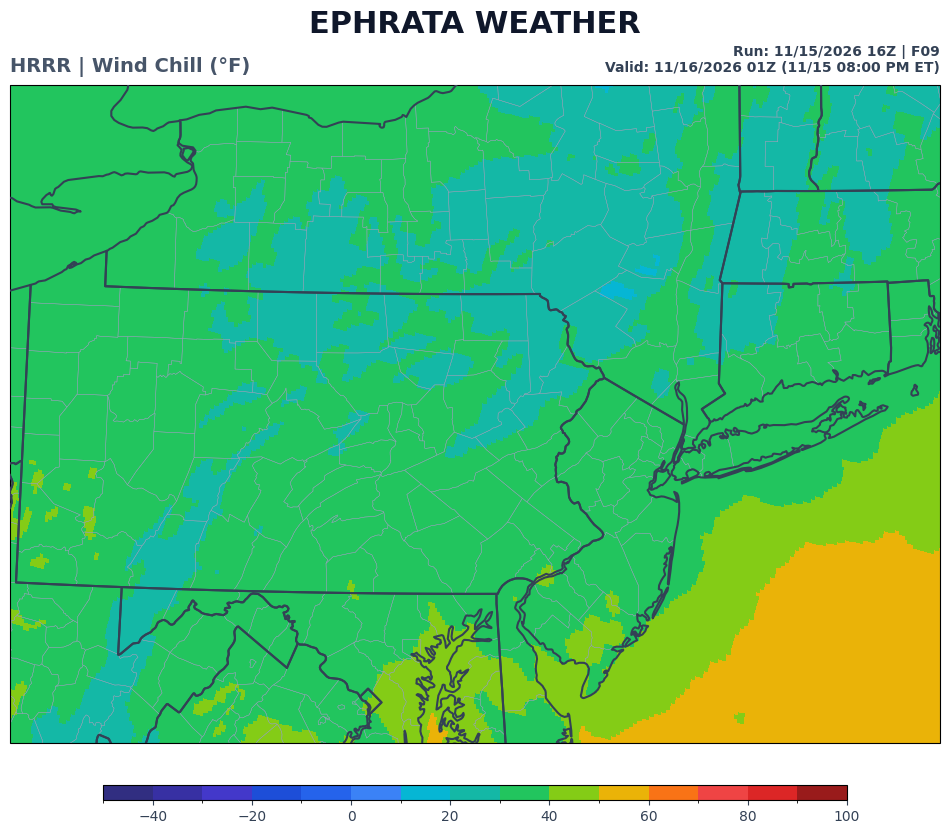 EPHRATA WEATHER
HRRR | Wind Chill (°F)
Run: 11/15/2026 16Z | F09
Valid: 11/16/2026 01Z (11/15 08:00 PM ET)
−40 −20 0 20 40 60 80 100